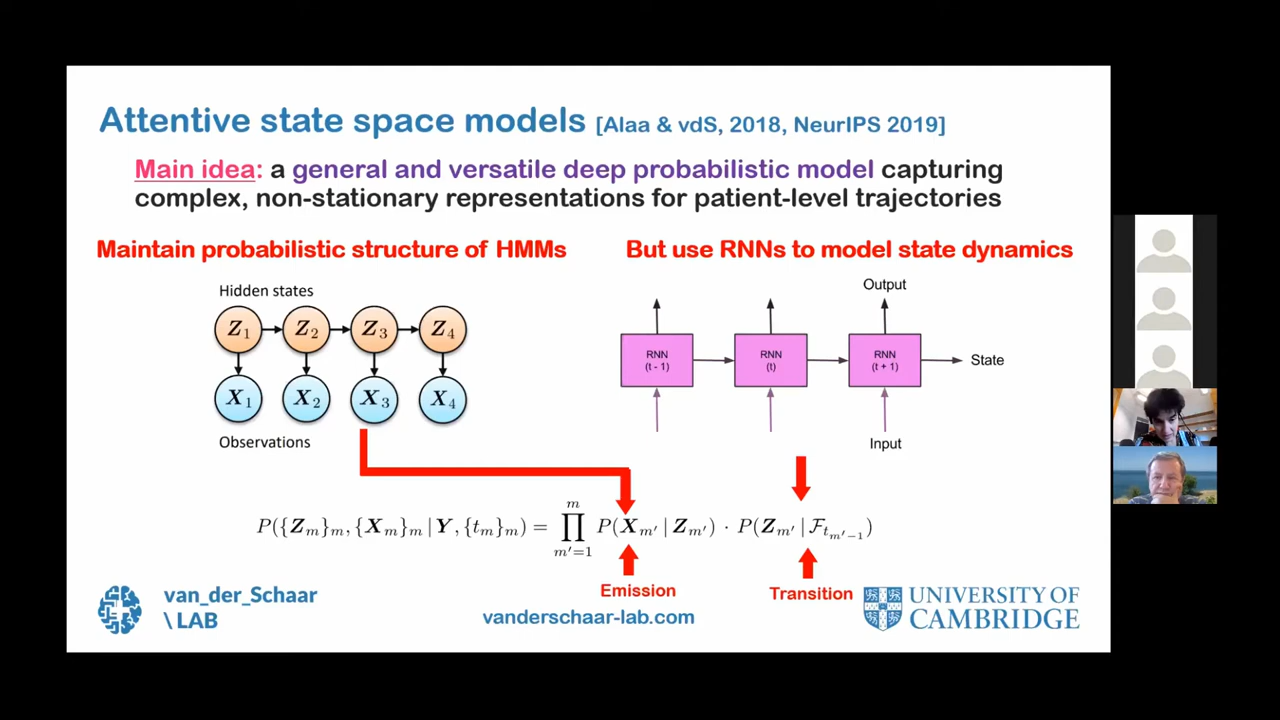 Attentive state space models [Alaa & vdS, 2018, NeurIPS 2019]
Main idea: a general and versatile deep probabilistic model capturing
complex, non-stationary representations for patient-level trajectories
Maintain probabilistic structure of HMMs
But use RNNs to model state dynamics
Hidden states
Z1 Z2 Z3 Z4
X1 X2 X3 X4
Observations
Output
RNN (t - 1)
RNN (t)
RNN (t + 1)
State
Input
P({Z_m}_m, {X_m}_m | Y, {t_m}_m) = ∏_{m'=1}^{m} P(X_{m'} | Z_{m'}) · P(Z_{m'} | ℱ_{t_{m'-1}})
Emission
Transition
van_der_Schaar
\ LAB
vanderschaar-lab.com
UNIVERSITY OF
CAMBRIDGE